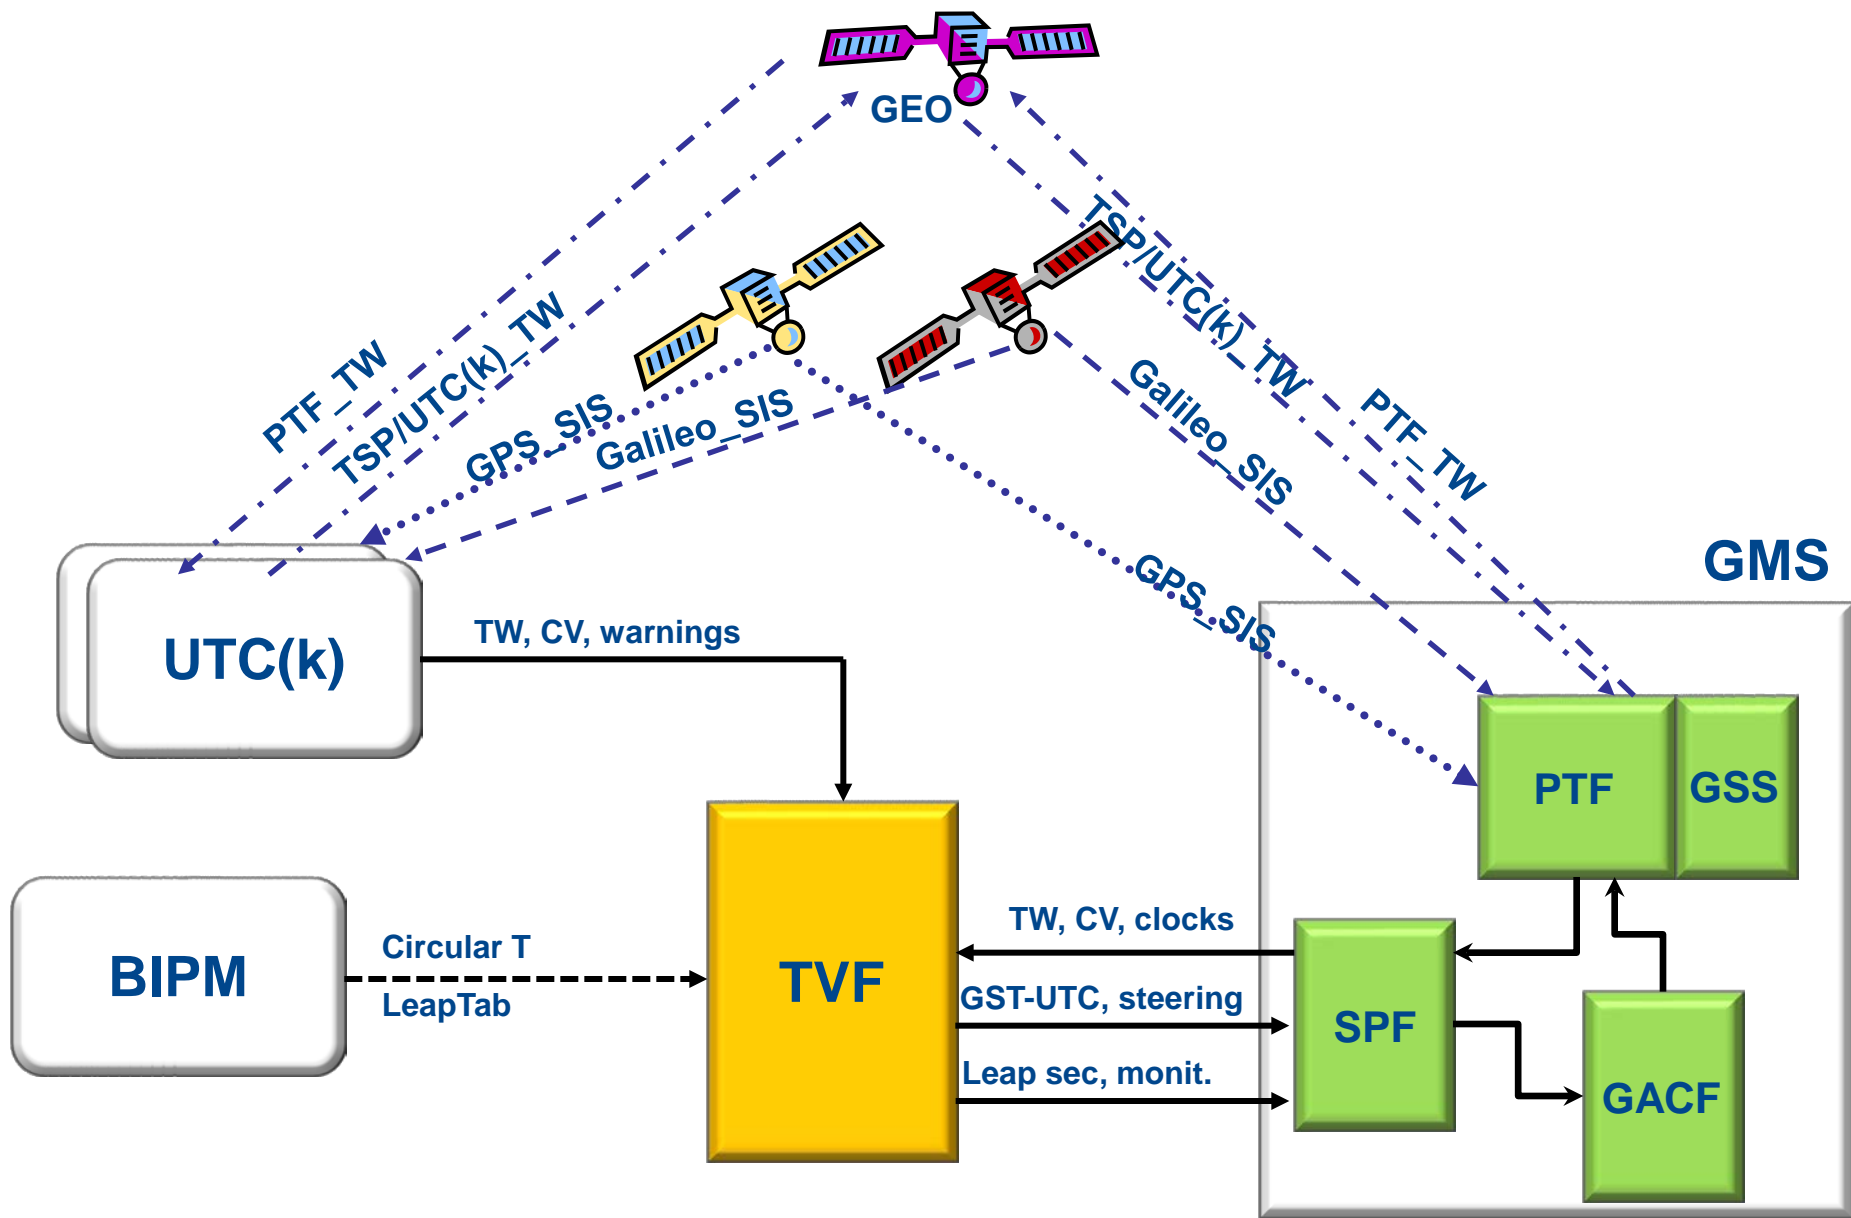 GEO
TSP/UTC(k)_TW
PTF_TW
TSP/UTC(k)_TW
GPS_SIS
Galileo_SIS
Galileo_SIS
PTF_TW
GPS_SIS
GMS
UTC(k)
TW, CV, warnings
PTF
GSS
BIPM
Circular T
LeapTab
TVF
TW, CV, clocks
GST-UTC, steering
Leap sec, monit.
SPF
GACF